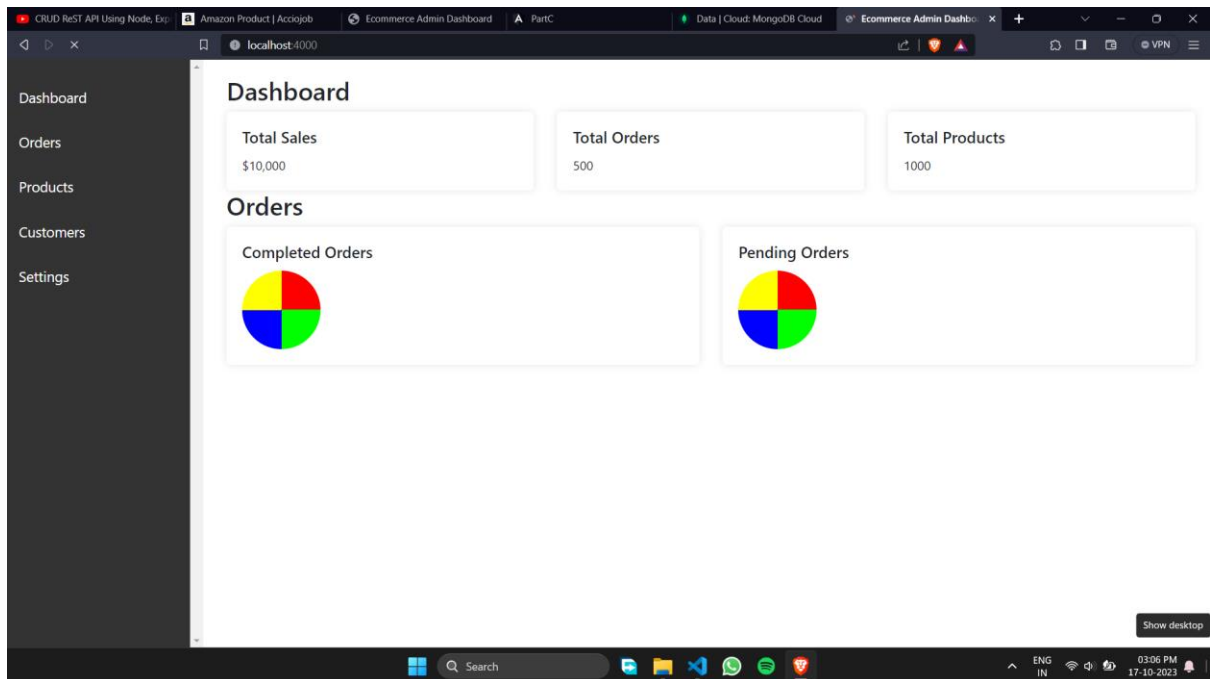 CRUD ReST API Using Node, Exp
Amazon Product | Acciojob
Ecommerce Admin Dashboard
PartC
Data | Cloud: MongoDB Cloud
Ecommerce Admin Dashbo
localhost:4000
VPN
Dashboard
Orders
Products
Customers
Settings
Dashboard
Total Sales
$10,000
Total Orders
500
Total Products
1000
Orders
Completed Orders
Pending Orders
Show desktop
Search
ENG
IN
03:06 PM
17-10-2023